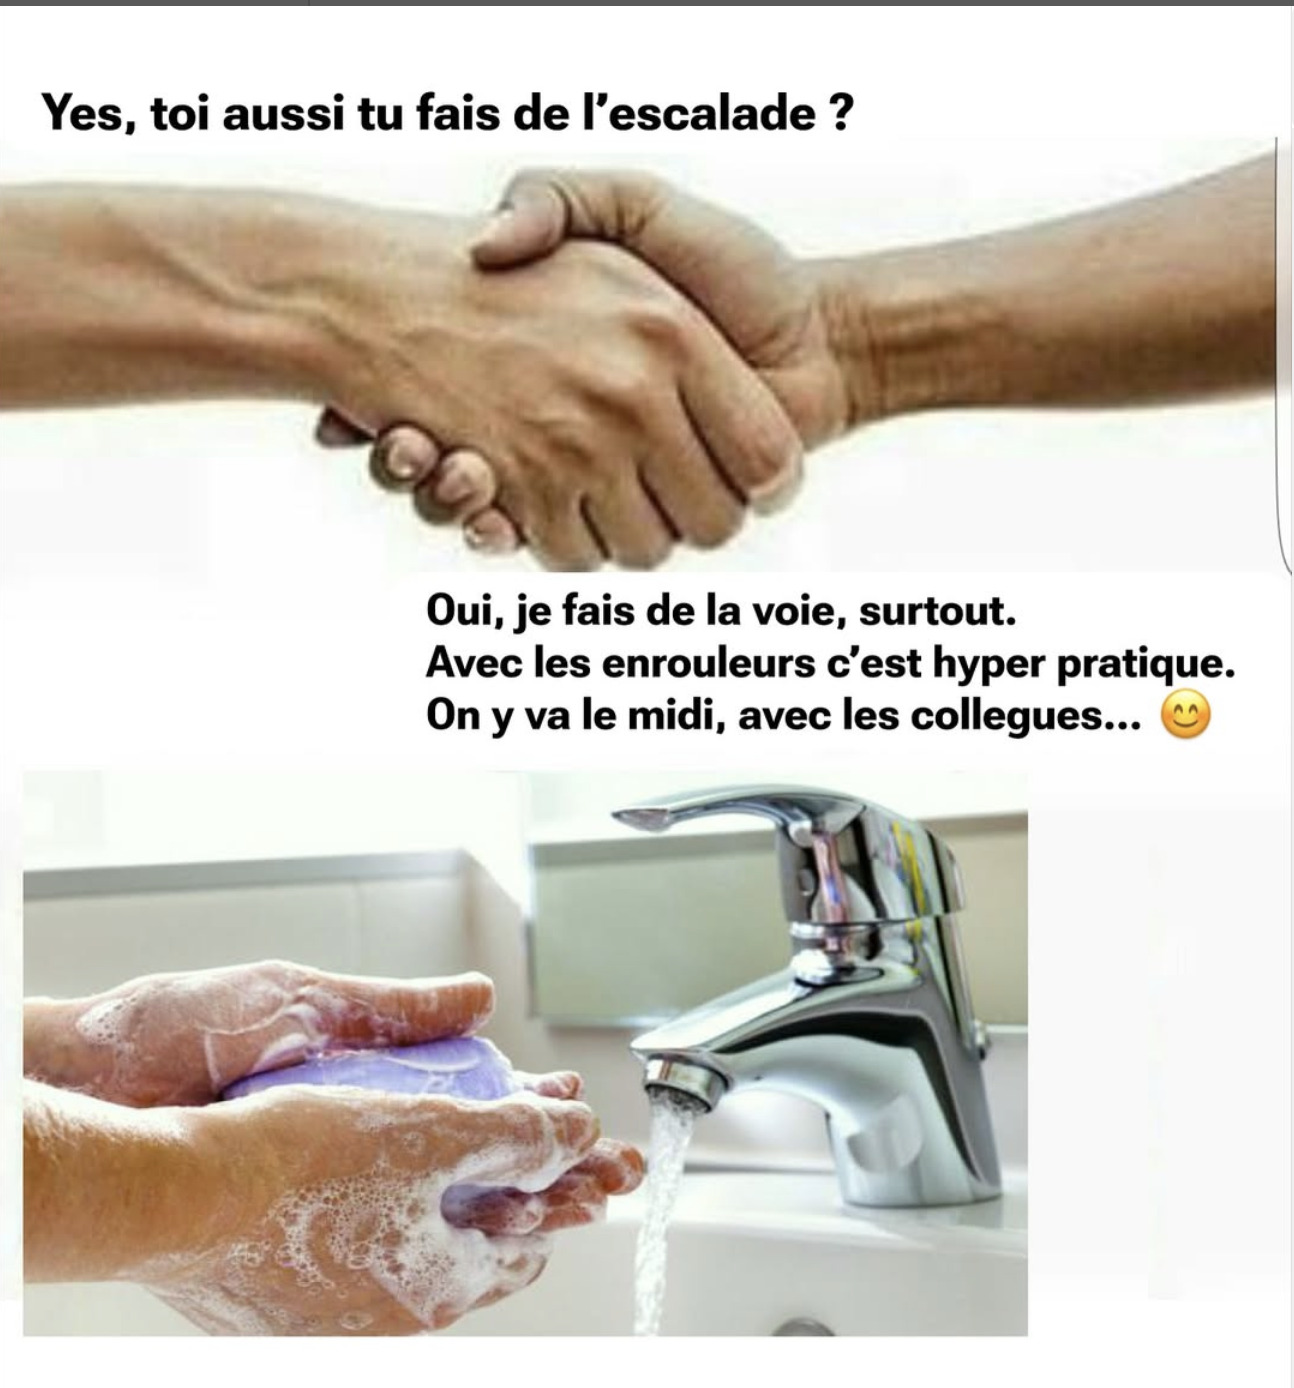 Yes, toi aussi tu fais de l’escalade ?
Oui, je fais de la voie, surtout.
Avec les enrouleurs c’est hyper pratique.
On y va le midi, avec les collegues... 😊